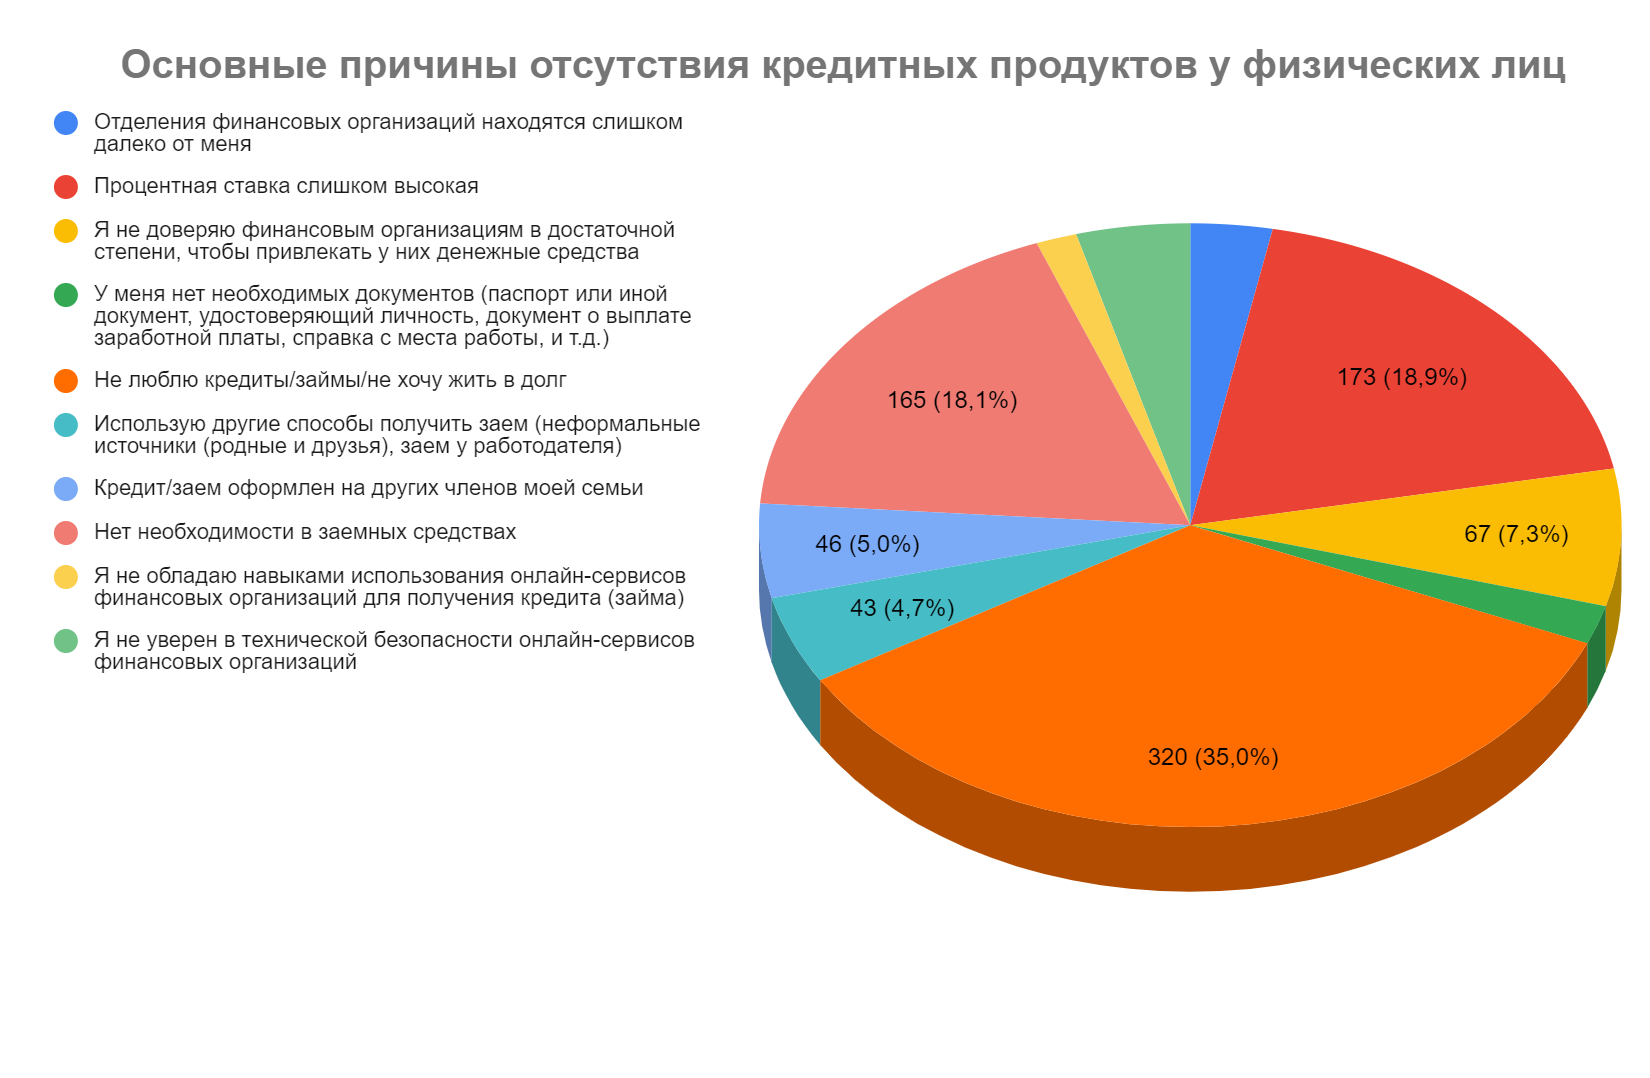 Основные причины отсутствия кредитных продуктов у физических лиц
Отделения финансовых организаций находятся слишком
далеко от меня
Процентная ставка слишком высокая
Я не доверяю финансовым организациям в достаточной
степени, чтобы привлекать у них денежные средства
У меня нет необходимых документов (паспорт или иной
документ, удостоверяющий личность, документ о выплате
заработной платы, справка с места работы, и т.д.)
Не люблю кредиты/займы/не хочу жить в долг
Использую другие способы получить заем (неформальные
источники (родные и друзья), заем у работодателя)
Кредит/заем оформлен на других членов моей семьи
Нет необходимости в заемных средствах
Я не обладаю навыками использования онлайн-сервисов
финансовых организаций для получения кредита (займа)
Я не уверен в технической безопасности онлайн-сервисов
финансовых организаций
173 (18,9%)
165 (18,1%)
67 (7,3%)
46 (5,0%)
43 (4,7%)
320 (35,0%)